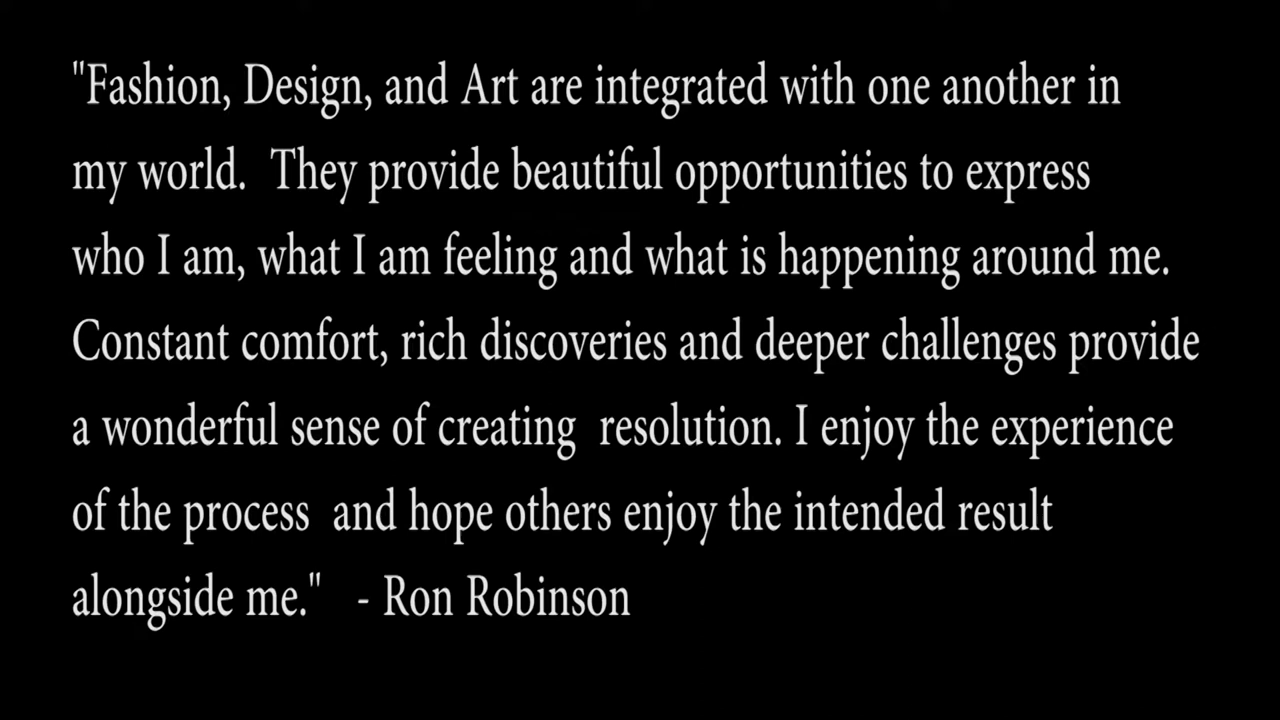 "Fashion, Design, and Art are integrated with one another in
my world.  They provide beautiful opportunities to express
who I am, what I am feeling and what is happening around me.
Constant comfort, rich discoveries and deeper challenges provide
a wonderful sense of creating  resolution. I enjoy the experience
of the process  and hope others enjoy the intended result
alongside me."   - Ron Robinson